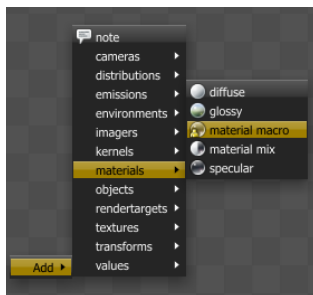 note
cameras
distributions
emissions
environments
imagers
kernels
materials
objects
rendertargets
textures
transforms
values
Add
diffuse
glossy
material macro
material mix
specular